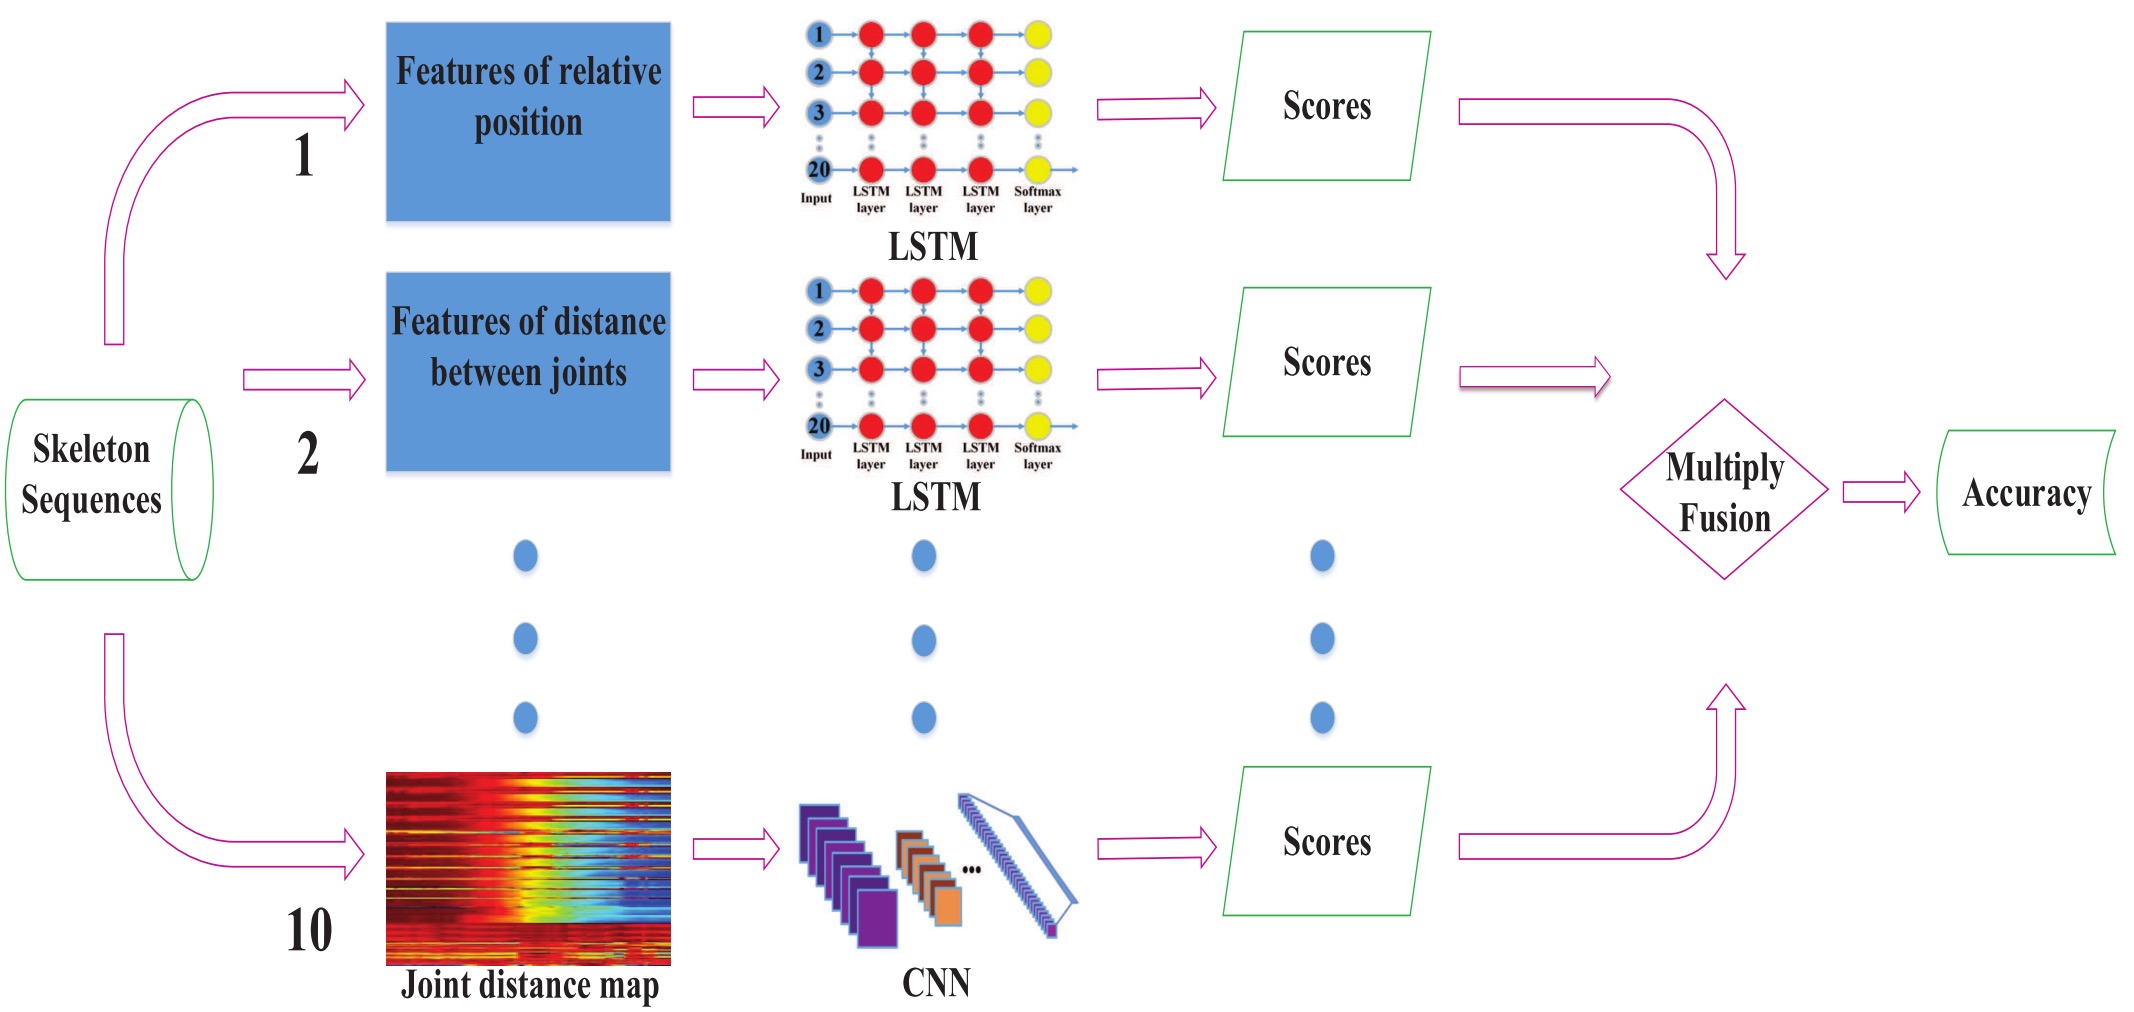 1
Features of relative
position
1
2
3
20
Input
LSTM
layer
LSTM
layer
LSTM
layer
Softmax
layer
LSTM
Scores
2
Features of distance
between joints
1
2
3
20
Input
LSTM
layer
LSTM
layer
LSTM
layer
Softmax
layer
LSTM
Scores
Skeleton
Sequences
Multiply
Fusion
Accuracy
10
Joint distance map
CNN
Scores